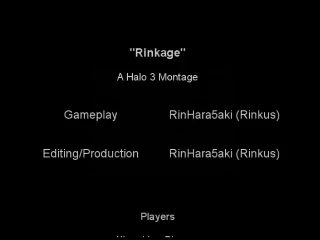 "Rinkage"
A Halo 3 Montage
Gameplay RinHara5aki (Rinkus)
Editing/Production RinHara5aki (Rinkus)
Players